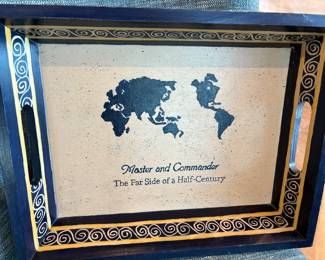 Master and Commander
The Far Side of a Half-Century